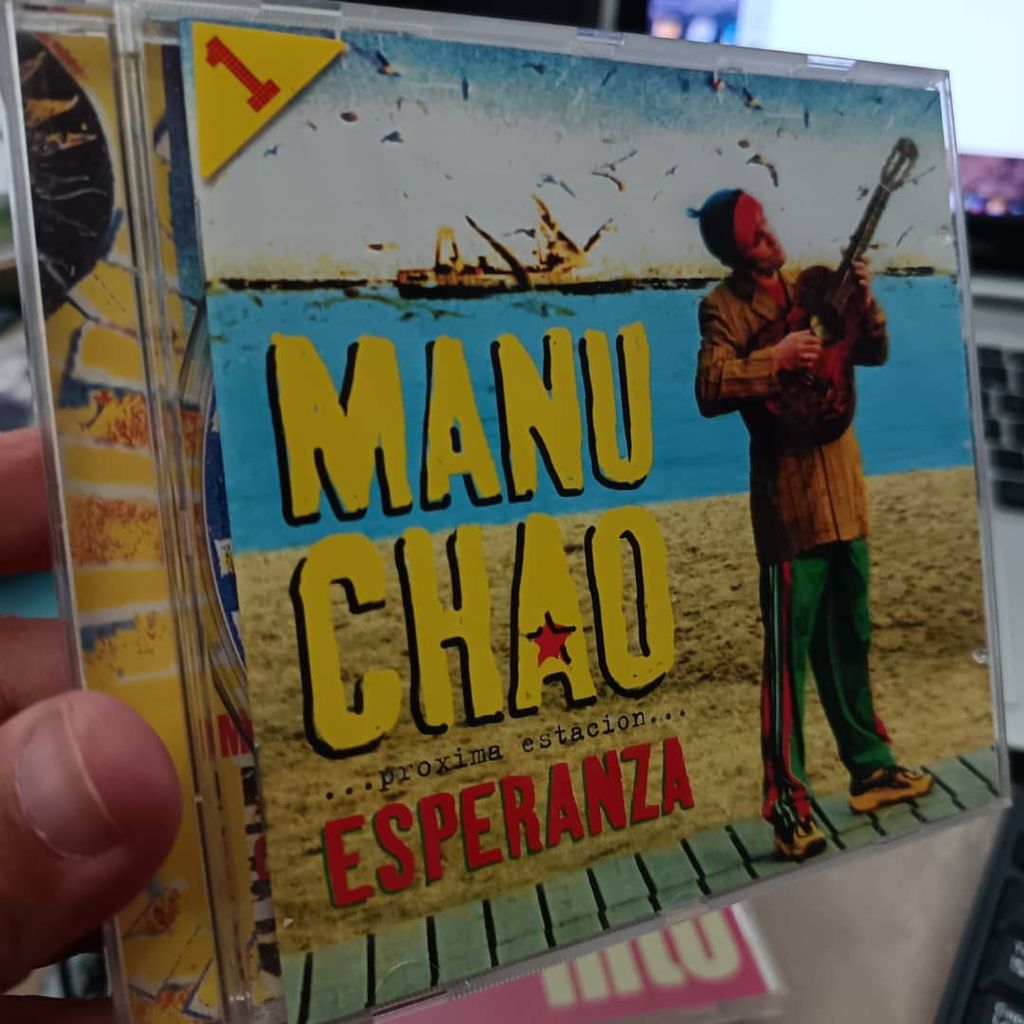 1
MANU
CHAO
...proxima estacion...
ESPERANZA